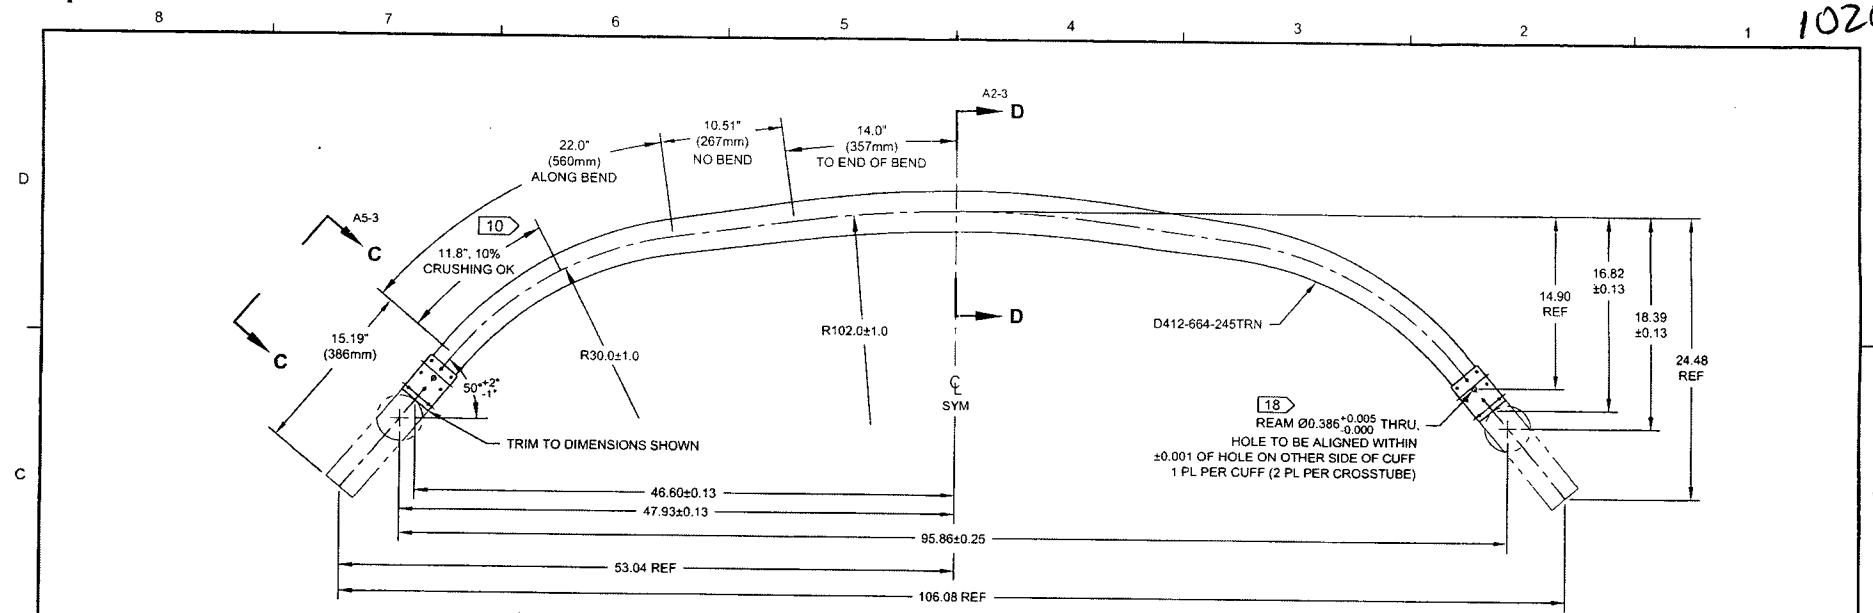 8 7 6 5 4 3 2 1
D
C
A2-3
D
10.51"
(267mm)
NO BEND
14.0"
(357mm)
TO END OF BEND
22.0"
(560mm)
ALONG BEND
A5-3
C
10
11.8", 10%
CRUSHING OK
15.19"
(386mm)
C
50°+2°
-1°
R30.0±1.0
R102.0±1.0
D
℄
SYM
D412-664-245TRN
14.90
REF
16.82
±0.13
18.39
±0.13
24.48
REF
TRIM TO DIMENSIONS SHOWN
18
REAM Ø0.386+0.005
-0.000 THRU,
HOLE TO BE ALIGNED WITHIN
±0.001 OF HOLE ON OTHER SIDE OF CUFF
1 PL PER CUFF (2 PL PER CROSSTUBE)
46.60±0.13
47.93±0.13
95.86±0.25
53.04 REF
106.08 REF